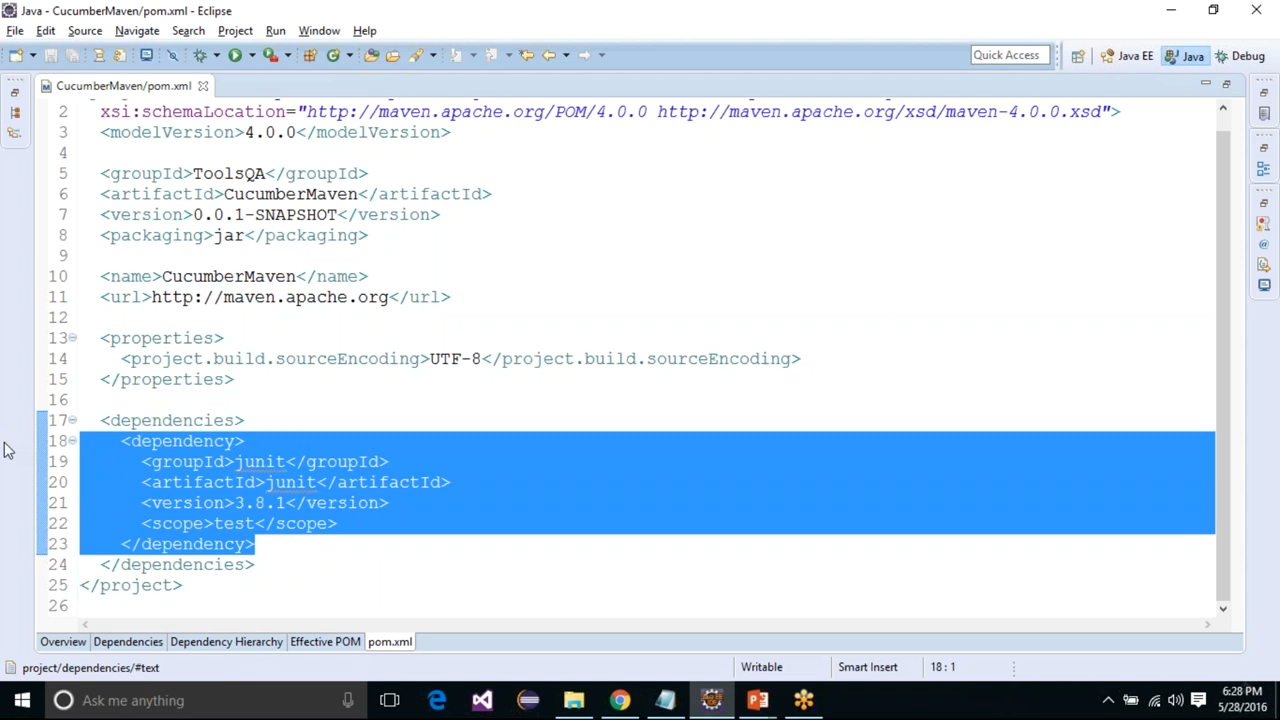 Java - CucumberMaven/pom.xml - Eclipse
File Edit Source Navigate Search Project Run Window Help
Quick Access Java EE Java Debug
CucumberMaven/pom.xml
2 xsi:schemaLocation="http://maven.apache.org/POM/4.0.0 http://maven.apache.org/xsd/maven-4.0.0.xsd">
3 <modelVersion>4.0.0</modelVersion>
4
5 <groupId>ToolsQA</groupId>
6 <artifactId>CucumberMaven</artifactId>
7 <version>0.0.1-SNAPSHOT</version>
8 <packaging>jar</packaging>
9
10 <name>CucumberMaven</name>
11 <url>http://maven.apache.org</url>
12
13 <properties>
14 <project.build.sourceEncoding>UTF-8</project.build.sourceEncoding>
15 </properties>
16
17 <dependencies>
18 <dependency>
19 <groupId>junit</groupId>
20 <artifactId>junit</artifactId>
21 <version>3.8.1</version>
22 <scope>test</scope>
23 </dependency>
24 </dependencies>
25 </project>
26
Overview Dependencies Dependency Hierarchy Effective POM pom.xml
project/dependencies/#text Writable Smart Insert 18 : 1
Ask me anything
6:28 PM
5/28/2016